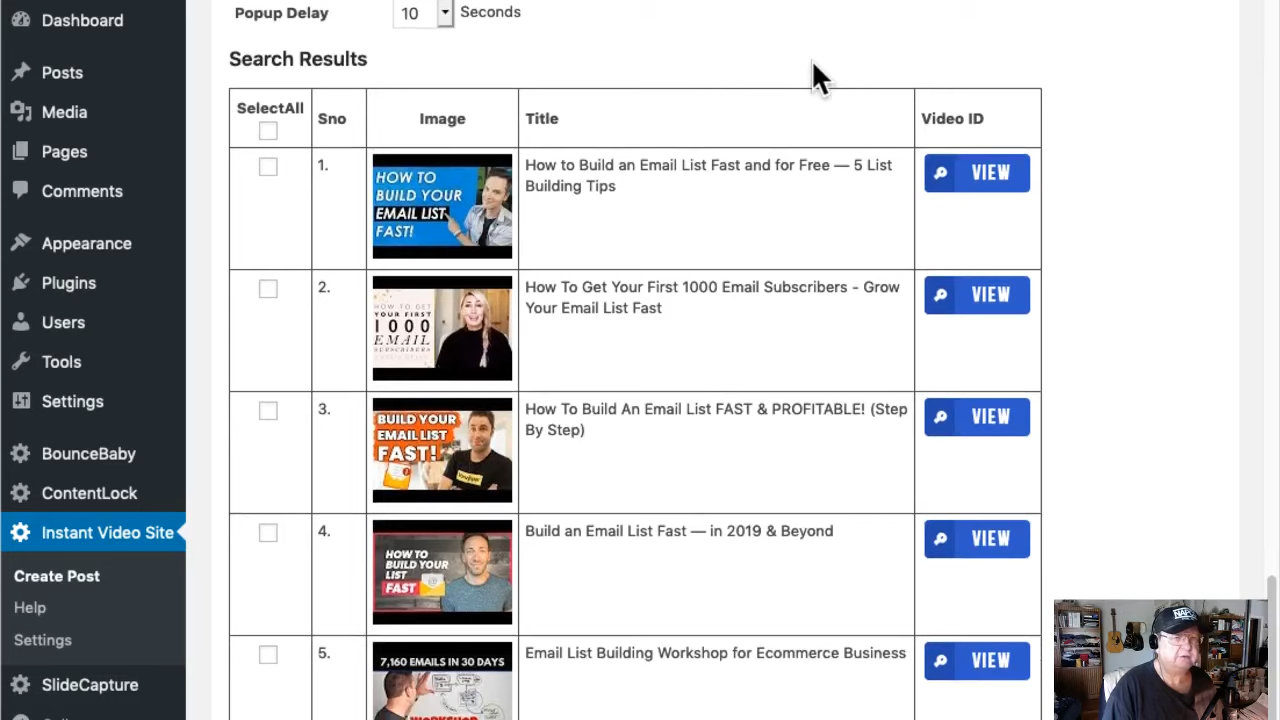 Dashboard
Posts
Media
Pages
Comments
Appearance
Plugins
Users
Tools
Settings
BounceBaby
ContentLock
Instant Video Site
Create Post
Help
Settings
SlideCapture
Popup Delay 10 Seconds
Search Results
SelectAll Sno Image Title Video ID
1.
HOW TO
BUILD YOUR
EMAIL LIST
FAST!
How to Build an Email List Fast and for Free — 5 List
Building Tips
VIEW
2.
HOW TO GET
YOUR FIRST
1000
EMAIL
SUBSCRIBERS
How To Get Your First 1000 Email Subscribers - Grow
Your Email List Fast
VIEW
3.
BUILD YOUR
EMAIL LIST
FAST!
How To Build An Email List FAST & PROFITABLE! (Step
By Step)
VIEW
4.
HOW TO
BUILD YOUR
LIST
FAST
Build an Email List Fast — in 2019 & Beyond
VIEW
5.
7,160 EMAILS IN 30 DAYS
WORKSHOP
Email List Building Workshop for Ecommerce Business
VIEW